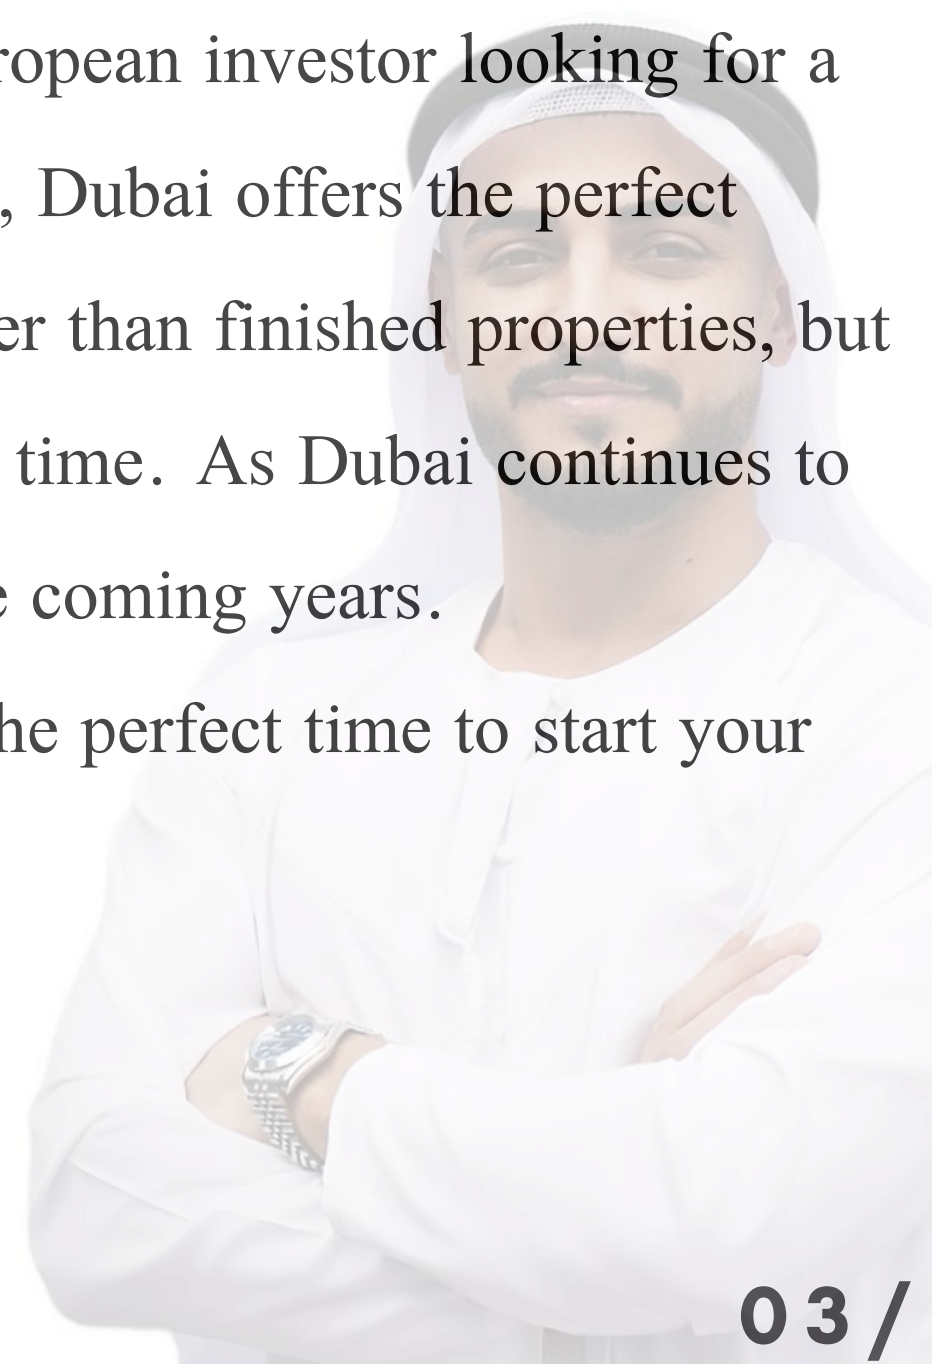 ropean investor looking for a
, Dubai offers the perfect
er than finished properties, but
time. As Dubai continues to
e coming years.
he perfect time to start your
03/